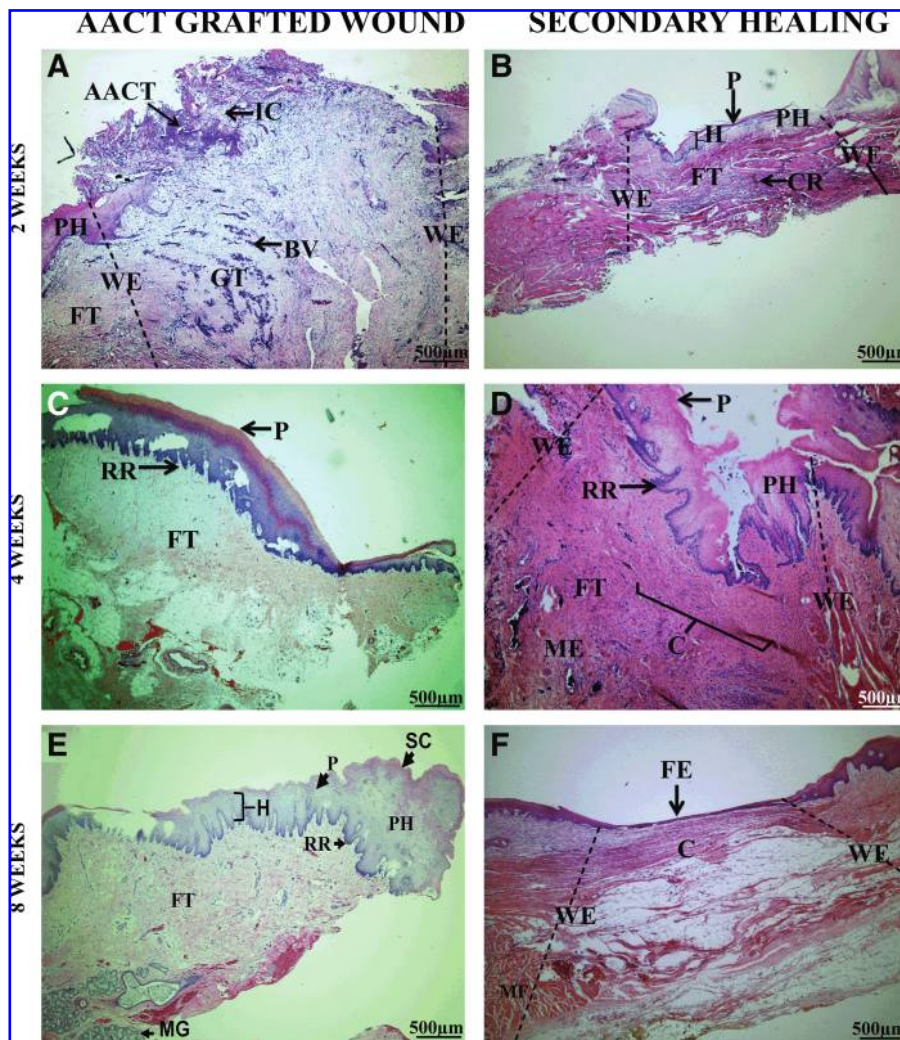 AACT GRAFTED WOUND
SECONDARY HEALING
2 WEEKS
A
AACT
IC
PH
WE
BV
WE
GT
FT
500µm
B
P
H
PH
WE
FT
WE
CR
500µm
4 WEEKS
C
P
RR
FT
500µm
D
P
WE
RR
PH
FT
WE
ME
C
500µm
8 WEEKS
E
SC
P
H
PH
RR
FT
MG
500µm
F
FE
C
WE
WE
500µm